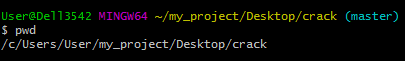 User@Dell3542 MINGW64 ~/my_project/Desktop/crack (master)
$ pwd
/c/Users/User/my_project/Desktop/crack